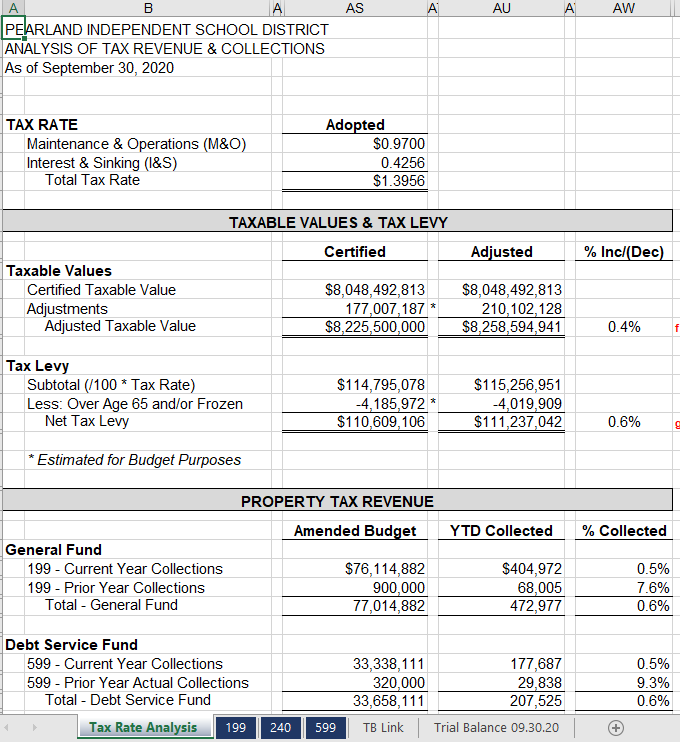 A B A AS A AU A AW
PEARLAND INDEPENDENT SCHOOL DISTRICT
ANALYSIS OF TAX REVENUE & COLLECTIONS
As of September 30, 2020
TAX RATE Adopted
Maintenance & Operations (M&O) $0.9700
Interest & Sinking (I&S) 0.4256
Total Tax Rate $1.3956
TAXABLE VALUES & TAX LEVY
Certified Adjusted % Inc/(Dec)
Taxable Values
Certified Taxable Value $8,048,492,813 $8,048,492,813
Adjustments 177,007,187 * 210,102,128
Adjusted Taxable Value $8,225,500,000 $8,258,594,941 0.4% f
Tax Levy
Subtotal (/100 * Tax Rate) $114,795,078 $115,256,951
Less: Over Age 65 and/or Frozen -4,185,972 * -4,019,909
Net Tax Levy $110,609,106 $111,237,042 0.6% g
* Estimated for Budget Purposes
PROPERTY TAX REVENUE
Amended Budget YTD Collected % Collected
General Fund
199 - Current Year Collections $76,114,882 $404,972 0.5%
199 - Prior Year Collections 900,000 68,005 7.6%
Total - General Fund 77,014,882 472,977 0.6%
Debt Service Fund
599 - Current Year Collections 33,338,111 177,687 0.5%
599 - Prior Year Actual Collections 320,000 29,838 9.3%
Total - Debt Service Fund 33,658,111 207,525 0.6%
Tax Rate Analysis 199 240 599 TB Link Trial Balance 09.30.20